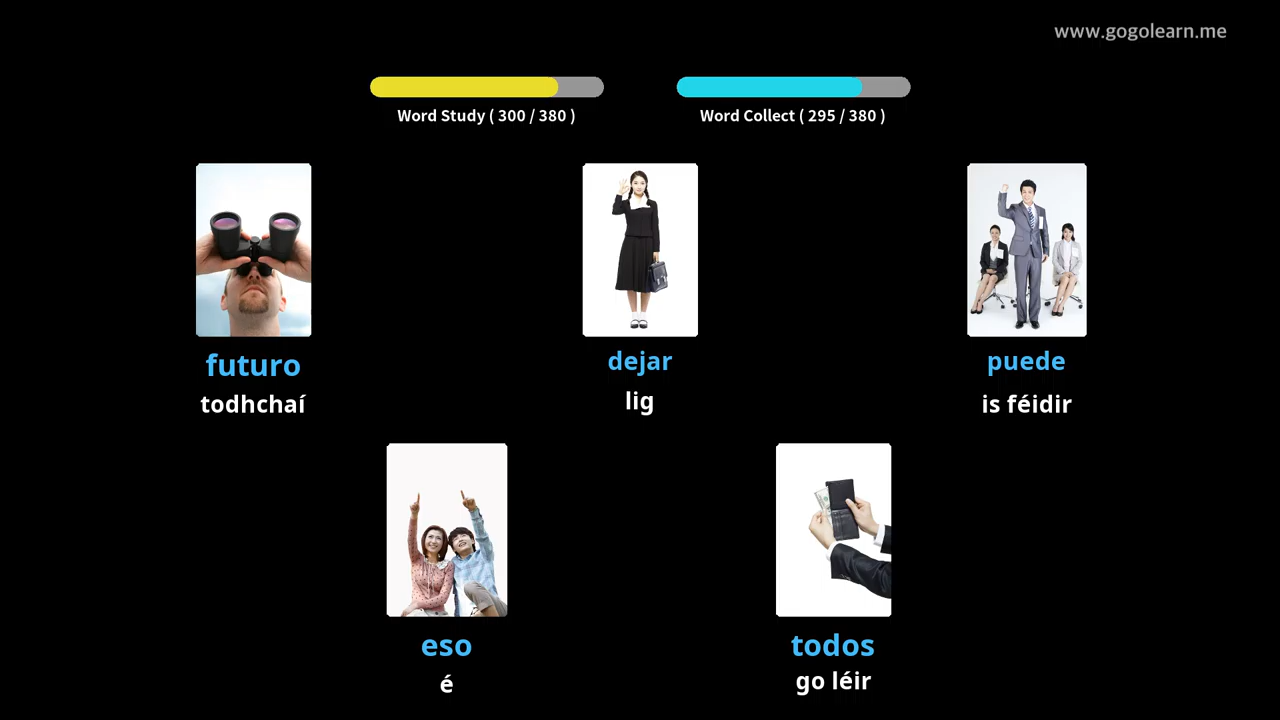 www.gogolearn.me
Word Study ( 300 / 380 )
Word Collect ( 295 / 380 )
futuro
todhchaí
dejar
lig
puede
is féidir
eso
é
todos
go léir